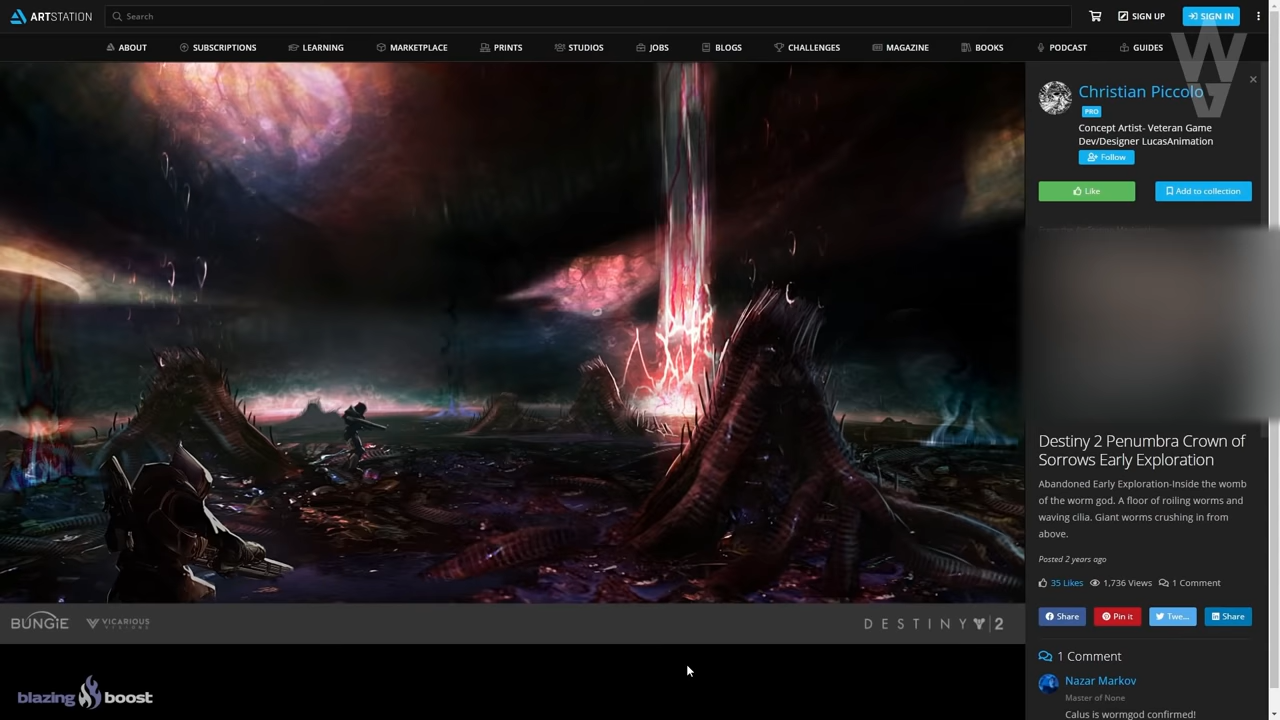 ARTSTATION
Search
SIGN UP
SIGN IN
ABOUT
SUBSCRIPTIONS
LEARNING
MARKETPLACE
PRINTS
STUDIOS
JOBS
BLOGS
CHALLENGES
MAGAZINE
BOOKS
PODCAST
GUIDES
Christian Piccolo
PRO
Concept Artist- Veteran Game
Dev/Designer LucasAnimation
Follow
Like
Add to collection
Destiny 2 Penumbra Crown of
Sorrows Early Exploration
Abandoned Early Exploration-Inside the womb
of the worm god. A floor of roiling worms and
waving cilia. Giant worms crushing in from
above.
Posted 2 years ago
35 Likes 1,736 Views 1 Comment
Share
Pin it
Twe...
Share
1 Comment
Nazar Markov
Master of None
Calus is wormgod confirmed!
BUNGiE
VICARIOUS
DESTINY 2
blazing boost